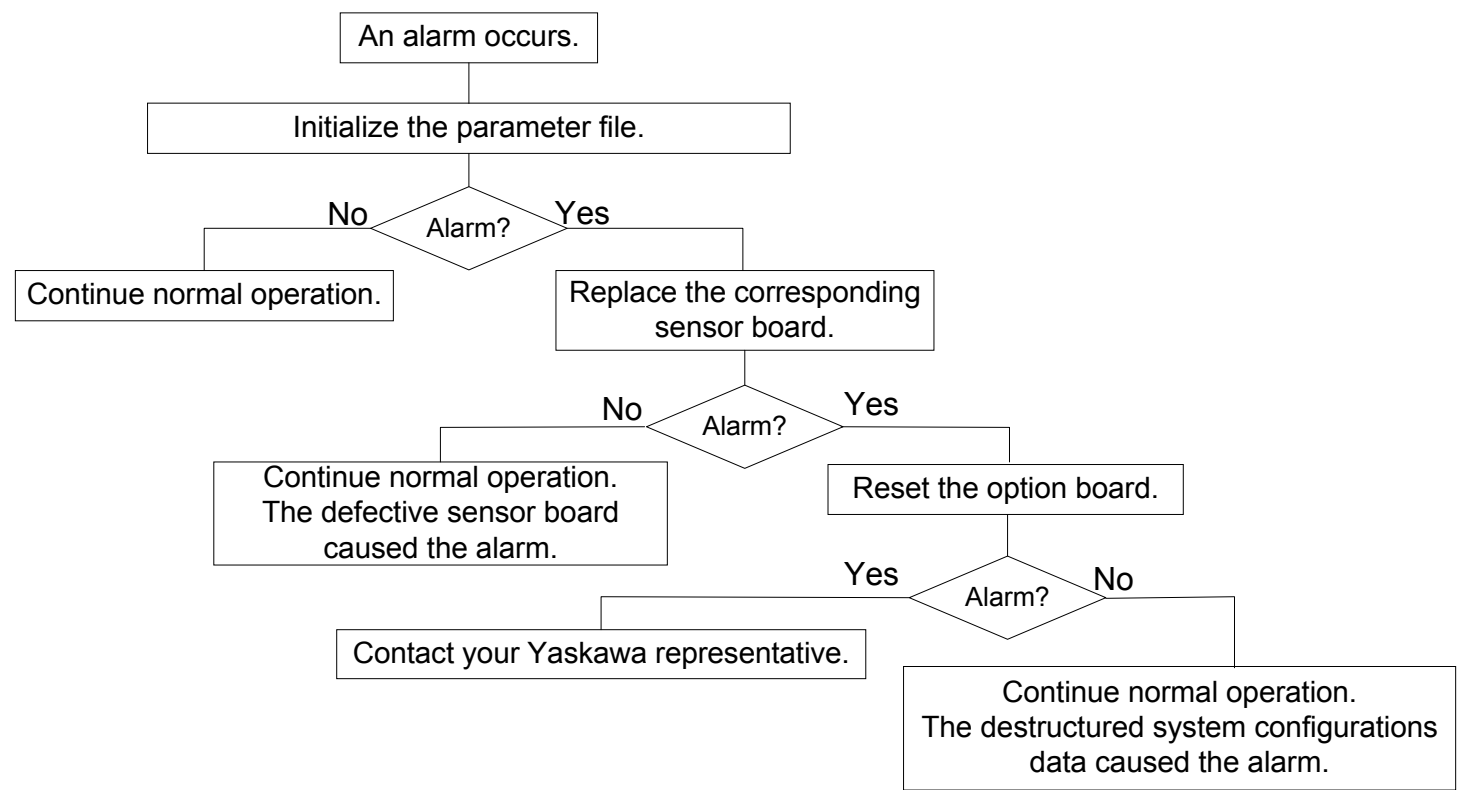 An alarm occurs.
Initialize the parameter file.
No
Alarm?
Yes
Continue normal operation.
Replace the corresponding
sensor board.
No
Alarm?
Yes
Continue normal operation.
The defective sensor board
caused the alarm.
Reset the option board.
Yes
Alarm?
No
Contact your Yaskawa representative.
Continue normal operation.
The destructured system configurations
data caused the alarm.